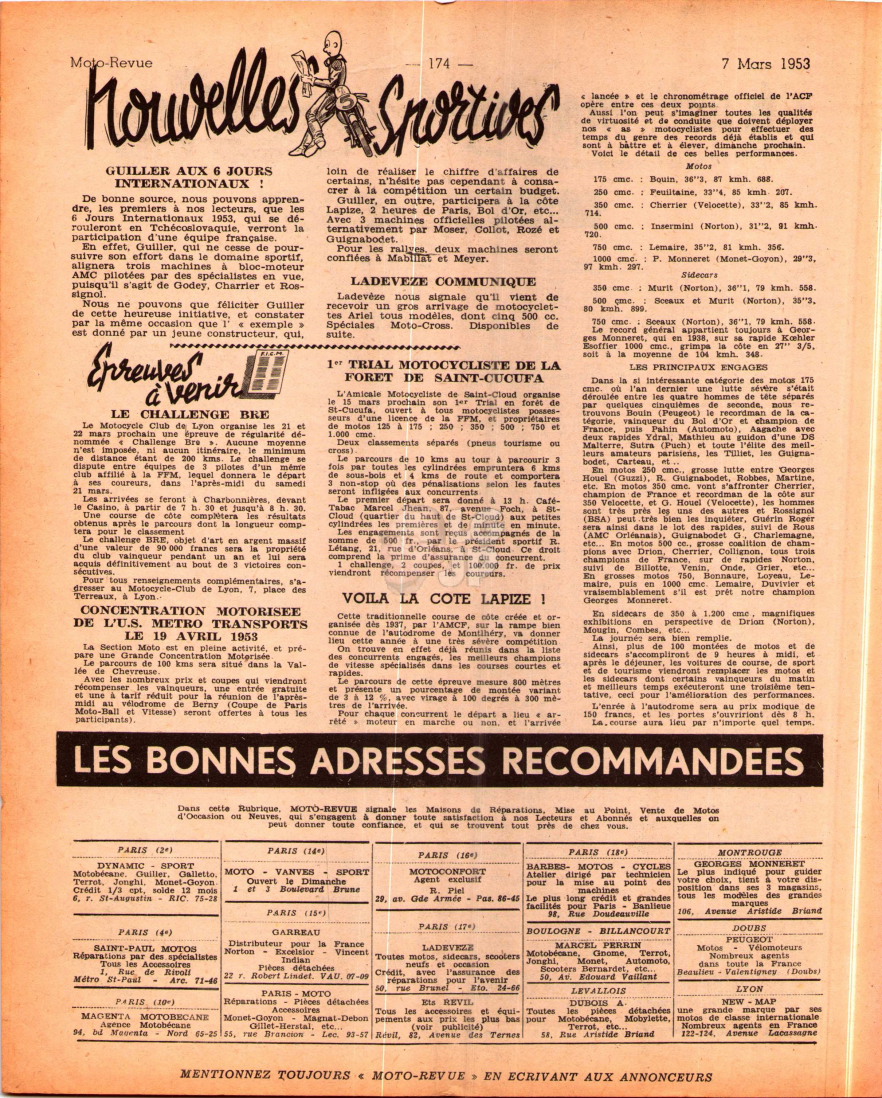 Moto-Revue
— 174 —
7 Mars 1953
Nouvelles Sportives
GUILLER AUX 6 JOURS
INTERNATIONAUX !
De bonne source, nous pouvons appren-
dre, les premiers à nos lecteurs, que les
6 Jours Internationaux 1953, qui se dé-
rouleront en Tchécoslovaquie, verront la
participation d'une équipe française.
En effet, Guiller, qui ne cesse de pour-
suivre son effort dans le domaine sportif,
alignera trois machines à bloc-moteur
AMC pilotées par des spécialistes en vue,
puisqu'il s'agit de Godey, Charrier et Ros-
signol.
Nous ne pouvons que féliciter Guiller
de cette heureuse initiative, et constater
par la même occasion que l' « exemple »
est donné par un jeune constructeur, qui,
loin de réaliser le chiffre d'affaires de
certains, n'hésite pas cependant à consa-
crer à la compétition un certain budget.
Guiller, en outre, participera à la côte
Lapize, 2 heures de Paris, Bol d'Or, etc...
Avec 3 machines officielles pilotées al-
ternativement par Moser, Collot, Rozé et
Guignabodet.
Pour les rallyes, deux machines seront
confiées à Mabillat et Meyer.
LADEVEZE COMMUNIQUE
Ladevèze nous signale qu'il vient de
recevoir un gros arrivage de motocyclet-
tes Ariel tous modèles, dont cinq 500 cc.
Spéciales Moto-Cross. Disponibles de
suite.
Epreuves
à venir
F.I.C.M.
LE CHALLENGE BRE
Le Motocycle Club de Lyon organise les 21 et
22 mars prochain une épreuve de régularité dé-
nommée « Challenge Bra ». Aucune moyenne
n'est imposée, ni aucun itinéraire, le minimum
de distance étant de 200 kms. Le challenge se
dispute entre équipes de 3 pilotes d'un même
club affilié à la FFM, lequel donnera le départ
à ses coureurs, dans l'après-midi du samedi
21 mars.
Les arrivées se feront à Charbonnières, devant
le Casino, à partir de 7 h. 30 et jusqu'à 8 h. 30.
Une course de côte complètera les résultats
obtenus après le parcours dont la longueur comp-
tera pour le classement
Le challenge BRE, objet d'art en argent massif
d'une valeur de 90 000 francs sera la propriété
du club vainqueur pendant un an et lui sera
acquis définitivement au bout de 3 victoires con-
sécutives.
Pour tous renseignements complémentaires, s'a-
dresser au Motocycle-Club de Lyon, 7, place des
Terreaux, à Lyon.
CONCENTRATION MOTORISEE
DE L'U.S. METRO TRANSPORTS
LE 19 AVRIL 1953
La Section Moto est en pleine activité, et pré-
pare une Grande Concentration Motorisée.
Le parcours de 100 kms sera situé dans la Val-
lée de Chevreuse.
Avec les nombreux prix et coupes qui viendront
récompenser les vainqueurs, une entrée gratuite
et une à tarif réduit pour la réunion de l'après-
midi au vélodrome de Berny (Coupe de Paris
Moto-Ball et Vitesse) seront offertes à tous les
participants).
1er TRIAL MOTOCYCLISTE DE LA
FORET DE SAINT-CUCUFA
L'Amicale Motocycliste de Saint-Cloud organise
le 15 mars prochain son 1er Trial en forêt de
St-Cucufa, ouvert à tous motocyclistes posses-
seurs d'une licence de la FFM, et propriétaires
de motos 125 à 175 ; 250 ; 350 ; 500 ; 750 et
1.000 cmc.
Deux classements séparés (pneus tourisme ou
cross).
Le parcours de 10 kms au tour à parcourir 3
fois par toutes les cylindrées empruntera 6 kms
de sous-bois et 4 kms de route et comportera
3 non-stop où des pénalisations selon les fautes
seront infligées aux concurrents
Le premier départ sera donné à 13 h. Café-
Tabac Marcel Jhean, 87, avenue Foch, à St-
Cloud (quartier du haut de St-Cloud) aux petites
cylindrées les premières et de minute en minute.
Les engagements sont reçus accompagnés de la
somme de 500 fr., par le président sportif R.
Létang, 21, rue d'Orléans, à St-Cloud. Ce droit
comprend la prime d'assurance du concurrent.
1 challenge, 2 coupes, et 100.000 fr. de prix
viendront récompenser les coureurs.
VOILA LA COTE LAPIZE !
Cette traditionnelle course de côte créée et or-
ganisée dès 1937, par l'AMCF, sur la rampe bien
connue de l'autodrome de Montlhéry, va donner
lieu cette année à une très sévère compétition
On trouve en effet déjà réunis dans la liste
des concurrents engagés, les meilleurs champions
de vitesse spécialisés dans les courses courtes et
rapides.
Le parcours de cette épreuve mesure 800 mètres
et présente un pourcentage de montée variant
de 3 à 12 %, avec virage à 100 degrés à 300 mè-
tres de l'arrivée.
Pour chaque concurrent le départ a lieu « ar-
rêté » moteur en marche ou non, et l'arrivée
« lancée » et le chronométrage officiel de l'ACF
opère entre ces deux points.
Aussi l'on peut s'imaginer toutes les qualités
de virtuosité et de conduite que doivent déployer
nos « as » motocyclistes pour effectuer des
temps du genre des records déjà établis et qui
sont à battre et à élever, dimanche prochain.
Voici le détail de ces belles performances.
Motos
175 cmc. : Bouin, 36"3, 87 kmh. 688.
250 cmc. : Feuiltaine, 33"4, 85 kmh. 207.
350 cmc. : Cherrier (Velocette), 33"2, 85 kmh.
714.
500 cmc. : Insermini (Norton), 31"2, 91 kmh.
720.
750 cmc. : Lemaire, 35"2, 81 kmh. 356.
1000 cmc. : P. Monneret (Monet-Goyon), 29"3,
97 kmh. 297.
Sidecars
350 cmc. : Murit (Norton), 36"1, 79 kmh. 558.
500 cmc. : Sceaux et Murit (Norton), 35"3,
80 kmh. 899.
750 cmc. : Sceaux (Norton), 36"1, 79 kmh. 558.
Le record général appartient toujours à Geor-
ges Monneret, qui en 1938, sur sa rapide Kœhler
Esoffier 1000 cmc., grimpa la côte en 27" 3/5,
soit à la moyenne de 104 kmh. 348.
LES PRINCIPAUX ENGAGES
Dans la si intéressante catégorie des motos 175
cmc. où l'an dernier une lutte sévère s'était
déroulée entre les quatre hommes de tête séparés
par quelques cinquièmes de seconde, nous re-
trouvons Bouin (Peugeot) le recordman de la ca-
tégorie, vainqueur du Bol d'Or et champion de
France, puis Pahin (Automoto), Aagache avec
deux rapides Ydral, Mathieu au guidon d'une DS
Malterre, Sutra (Puch) et toute l'élite des meil-
leurs amateurs parisiens, les Tilliet, les Guigna-
bodet, Carteau, et ..
En motos 250 cmc., grosse lutte entre Georges
Houel (Guzzi), R. Guignabodet, Robbes, Martine,
etc. En motos 350 cmc. vont s'affronter Cherrier,
champion de France et recordman de la côte sur
350 Velocette, et G. Houel (Velocette), les hommes
sont très près les uns des autres et Rossignol
(BSA) peut très bien les inquiéter, Guérin Rogér
sera ainsi dans le lot des rapides, suivi de Rous
(AMC Orléanais), Guignabodet G, Charlemagne,
etc... En motos 500 cc., grosse coalition de cham-
pions avec Drion, Cherrier, Collignon, tous trois
champions de France, sur de rapides Norton,
suivi de Billotte, Venin, Onde, Grier, etc...
En grosses motos 750, Bonnaure, Loyeau, Le-
maire, puis en 1000 cmc. Lemaire, Duvivier et
vraisemblablement s'il est prêt notre champion
Georges Monneret.
En sidecars de 350 à 1.200 cmc, magnifiques
exhibitions en perspective de Drion (Norton),
Mougin, Combes, etc...
La journée sera bien remplie.
Ainsi, plus de 100 montées de motos et de
sidecars s'accompliront de 9 heures à midi, et
après le déjeuner, les voitures de course, de sport
et de tourisme viendront remplacer les motos et
les sidecars dont certains vainqueurs du matin
et meilleurs temps exécuteront une troisième ten-
tative, ceci pour l'amélioration des performances.
L'enrée à l'autodrome sera au prix modique de
150 francs, et les portes s'ouvriront dès 8 h.
La course aura lieu par n'importe quel temps.
LES BONNES ADRESSES RECOMMANDEES
Dans cette Rubrique, MOTO-REVUE signale les Maisons de Réparations, Mise au Point, Vente de Motos
d'Occasion ou Neuves, qui s'engagent à donner toute satisfaction à nos Lecteurs et Abonnés et auxquelles on
peut donner toute confiance, et qui se trouvent tout près de chez vous.
PARIS (2e)
DYNAMIC - SPORT
Motobécane, Guiller, Galletto,
Terrot, Jonghi, Monet-Goyon
Crédit 1/3 cpt, solde 12 mois
6, r. St-Augustin - RIC. 75-28
PARIS (4e)
SAINT-PAUL MOTOS
Réparations par des spécialistes
Tous les Accessoires
1, Rue de Rivoli
Métro St-Paul - Arc. 71-46
PARIS (10e)
MAGENTA MOTOBECANE
Agence Motobécane
94, bd Magenta - Nord 65-25
PARIS (14e)
MOTO - VANVES - SPORT
Ouvert le Dimanche
1 et 3 Boulevard Brune
PARIS (15e)
GARREAU
Distributeur pour la France
Norton - Excelsior - Vincent
Indian
Pièces détachées
22 r. Robert Lindet. VAU. 07-09
PARIS - MOTO
Réparations - Pièces détachées
Accessoires
Monet-Goyon - Magnat-Debon
Gillet-Herstal, etc...
55, rue Brancion - Lec. 93-57
PARIS (16e)
MOTOCONFORT
Agent exclusif
R. Piel
29, av. Gde Armée - Pas. 86-45
PARIS (17e)
LADEVEZE
Toutes motos, sidecars, scooters
neufs et occasion
Crédit, avec l'assurance des
réparations pour l'avenir
50, rue Brunel - Eto. 24-66
Ets REVIL
Tous les accessoires et équi-
pements aux prix les plus bas
(voir publicité)
Révil, 82, Avenue des Ternes
PARIS (18e)
BARBES- MOTOS - CYCLES
Atelier dirigé par technicien
pour la mise au point des
machines
Le plus long crédit et grandes
facilités pour Paris - Banlieue
98, Rue Doudeauville
BOULOGNE - BILLANCOURT
MARCEL PERRIN
Motobécane, Gnome, Terrot,
Jonghi, Monet, Automoto,
Scooters Bernardet, etc...
50, Av. Edouard Vaillant
LEVALLOIS
DUBOIS A.
Toutes les pièces détachées
pour Motobécane, Mobylette,
Terrot, etc...
58, Rue Aristide Briand
MONTROUGE
GEORGES MONNERET
Le plus indiqué pour guider
votre choix, tient à votre dis-
position dans ses 3 magasins,
tous les modèles des grandes
marques
106, Avenue Aristide Briand
DOUBS
PEUGEOT
Motos - Vélomoteurs
Nombreux agents
dans toute la France
Beaulieu - Valentigney (Doubs)
LYON
NEW - MAP
une grande marque par ses
motos de classe internationale
Nombreux agents en France
122-124, Avenue Lacassagne
MENTIONNEZ TOUJOURS « MOTO-REVUE » EN ECRIVANT AUX ANNONCEURS